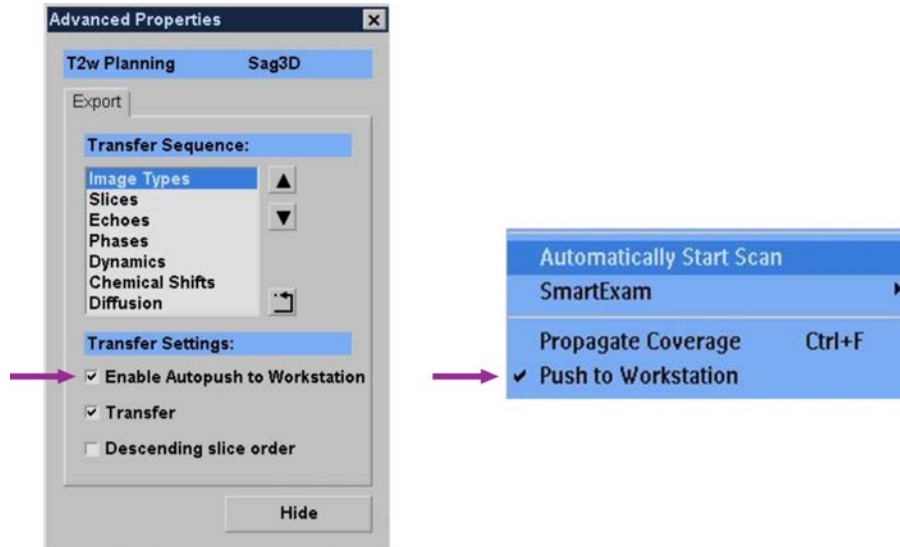 Advanced Properties
T2w Planning Sag3D
Export
Transfer Sequence:
Image Types
Slices
Echoes
Phases
Dynamics
Chemical Shifts
Diffusion
Transfer Settings:
Enable Autopush to Workstation
Transfer
Descending slice order
Hide
Automatically Start Scan
SmartExam
Propagate Coverage Ctrl+F
Push to Workstation